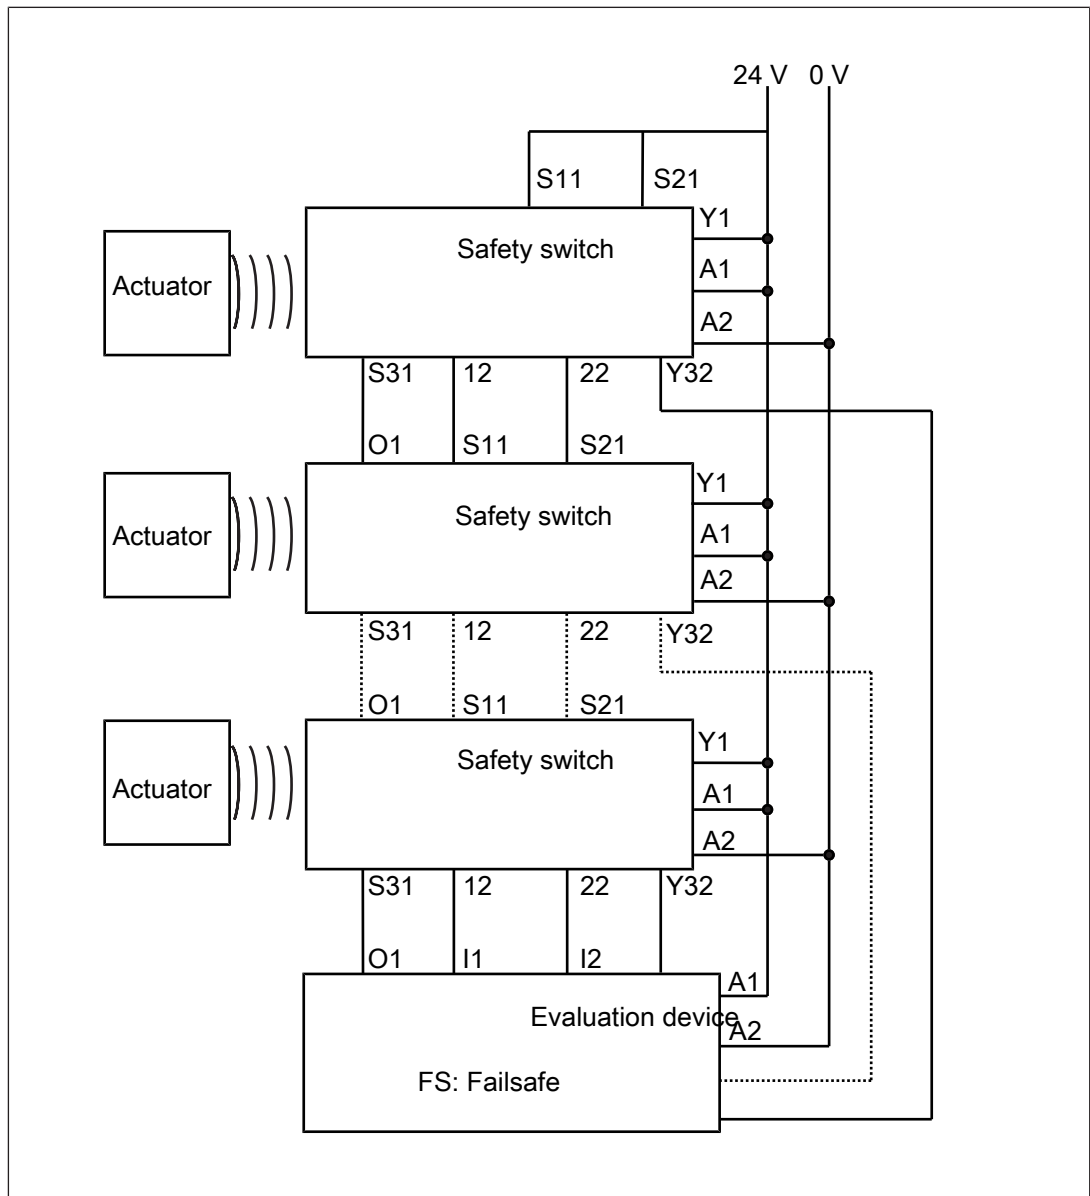 24 V 0 V
S11 S21
Y1
Safety switch
A1
Actuator
A2
S31 12 22 Y32
O1 S11 S21
Y1
Safety switch
A1
Actuator
A2
S31 12 22 Y32
O1 S11 S21
Y1
Safety switch
A1
Actuator
A2
S31 12 22 Y32
O1 I1 I2
A1
Evaluation device
A2
FS: Failsafe